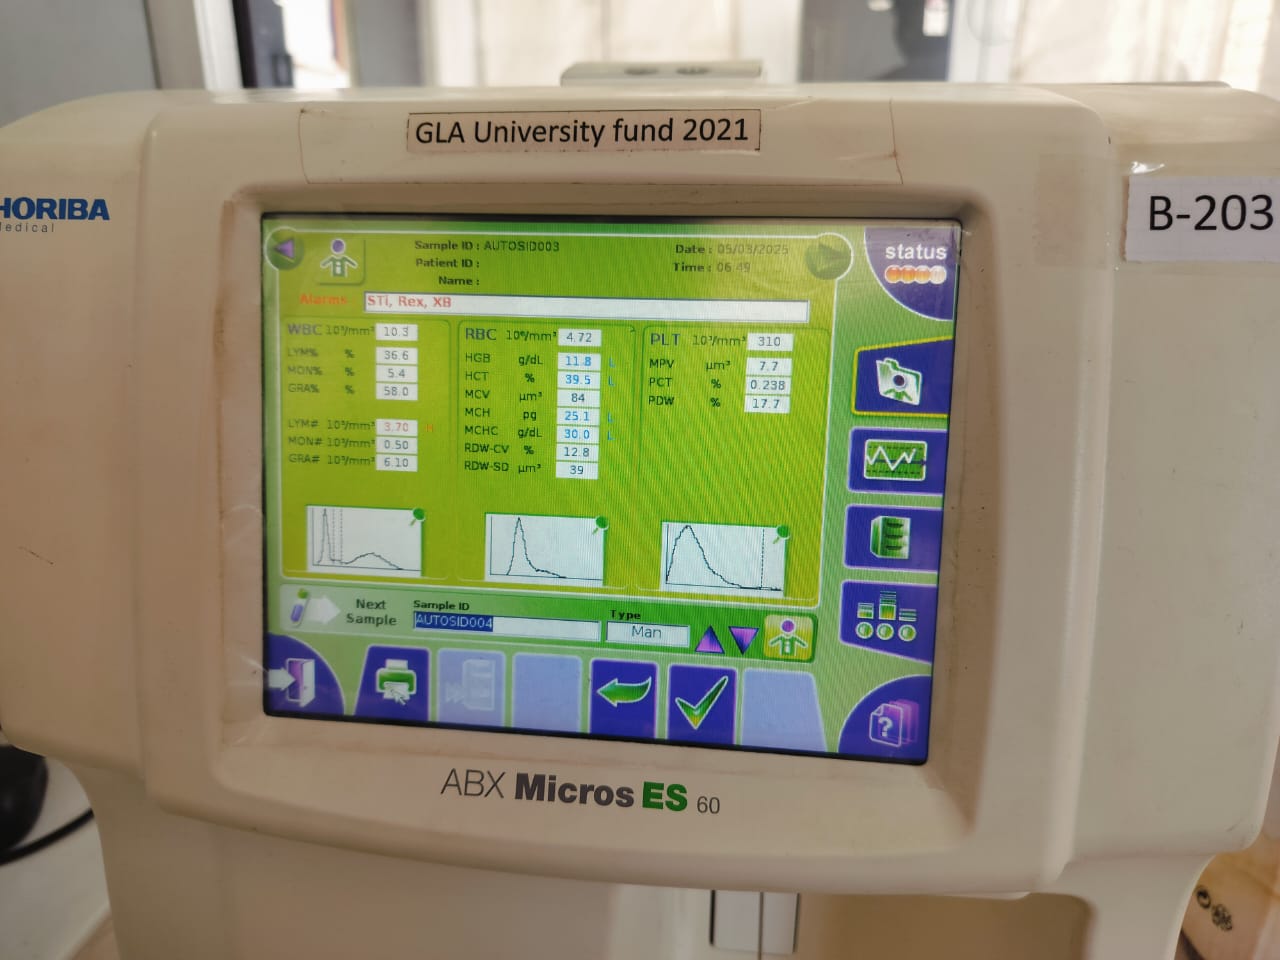 GLA University fund 2021
HORIBA
Medical
B-203
Sample ID : AUTOSID003
Patient ID :
Name :
Date : 05/03/2025
Time : 06:49
status
Alarms STI, Rex, XB
WBC 10³/mm³ 10.3
LYM% % 36.6
MON% % 5.4
GRA% % 58.0
LYM# 10³/mm³ 3.70 H
MON# 10³/mm³ 0.50
GRA# 10³/mm³ 6.10
RBC 10⁶/mm³ 4.72
HGB g/dL 11.8 L
HCT % 39.5 L
MCV µm³ 84
MCH pg 25.1 L
MCHC g/dL 30.0 L
RDW-CV % 12.8
RDW-SD µm³ 39
PLT 10³/mm³ 310
MPV µm³ 7.7
PCT % 0.238
PDW % 17.7
Next
Sample
Sample ID
AUTOSID004
Type
Man
?
ABX Micros ES 60